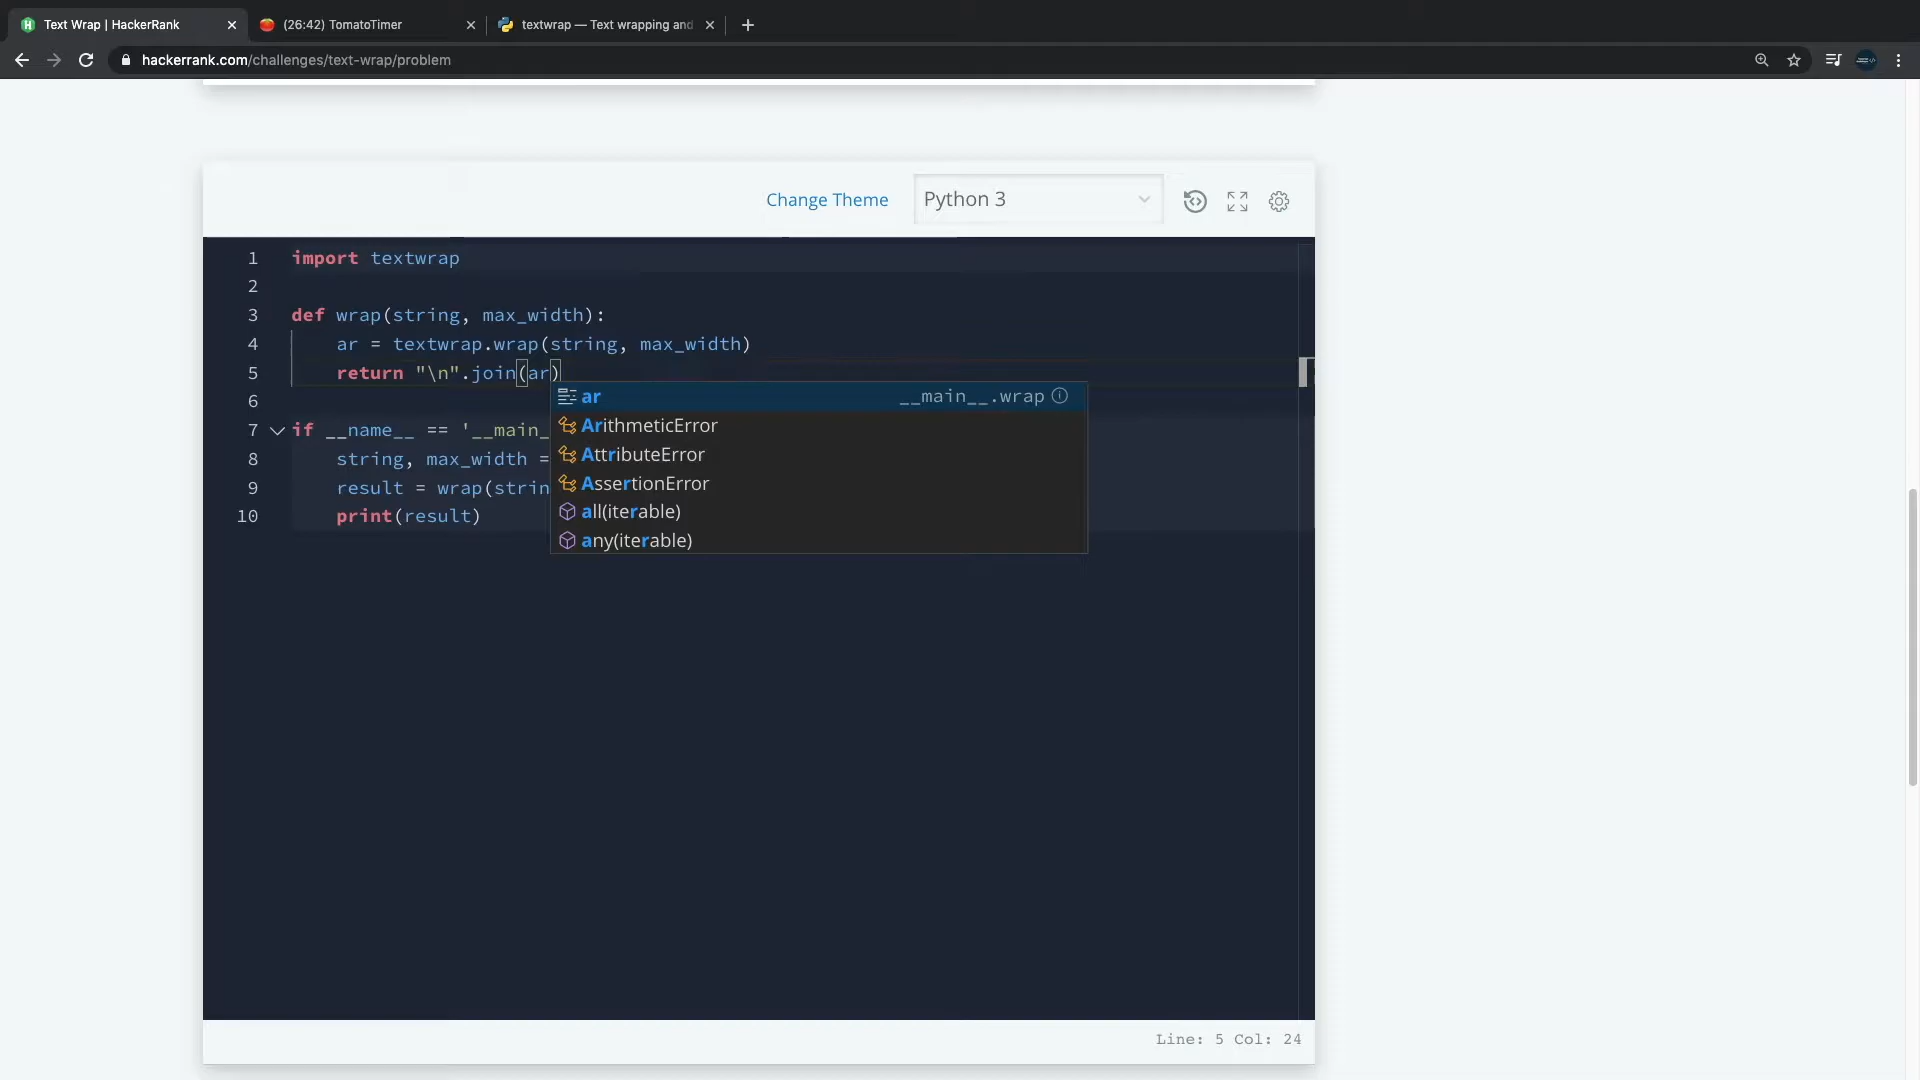 Text Wrap | HackerRank
(26:42) TomatoTimer
textwrap — Text wrapping and
hackerrank.com/challenges/text-wrap/problem
Change Theme
Python 3
1 import textwrap
2
3 def wrap(string, max_width):
4 ar = textwrap.wrap(string, max_width)
5 return "\n".join(ar)
6
7 if __name__ == '__main_
8 string, max_width =
9 result = wrap(strin
10 print(result)
ar __main__.wrap
ArithmeticError
AttributeError
AssertionError
all(iterable)
any(iterable)
Line: 5 Col: 24